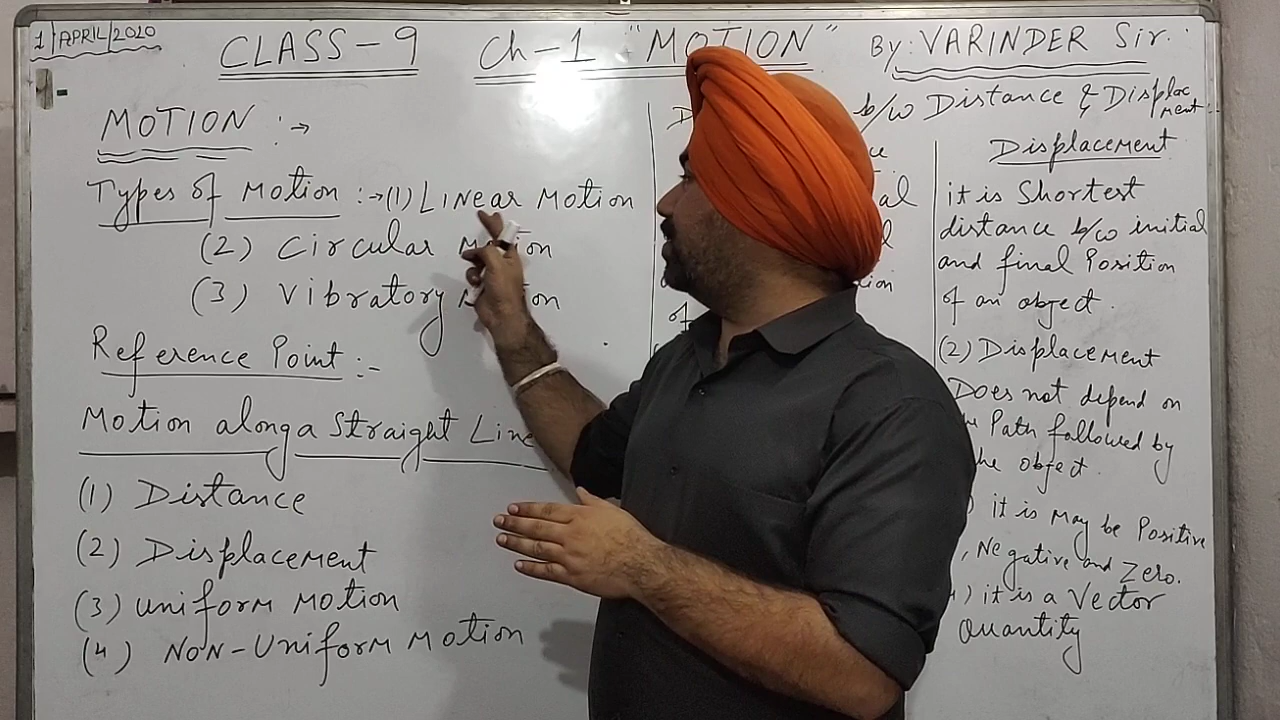 1/APRIL/2020
CLASS-9 Ch-1 "MOTION" By: VARINDER Sir.
MOTION :→
Types of Motion :→(1) Linear Motion
(2) Circular Motion
(3) Vibratory Motion
Reference Point :-
Motion along a Straight Line
(1) Distance
(2) Displacement
(3) Uniform Motion
(4) Non-Uniform Motion
b/w Distance & Displacement :-
of
Displacement
it is Shortest
distance b/w initial
and final Position
of an object.
(2) Displacement
Does not depend on
Path followed by
the object.
it is may be Positive
, Negative and Zero.
) it is a Vector
Quantity